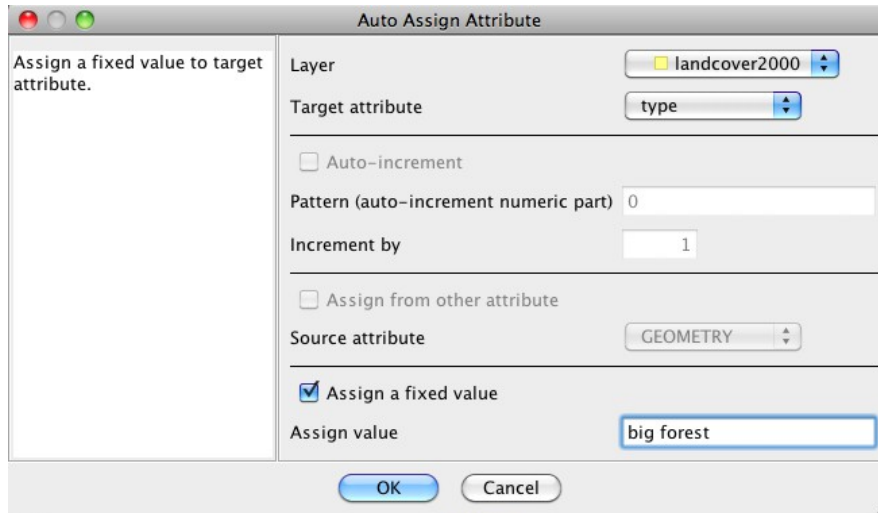 Auto Assign Attribute
Assign a fixed value to target
attribute.
Layer
landcover2000
Target attribute
type
Auto-increment
Pattern (auto-increment numeric part)
0
Increment by
1
Assign from other attribute
Source attribute
GEOMETRY
Assign a fixed value
Assign value
big forest
OK
Cancel